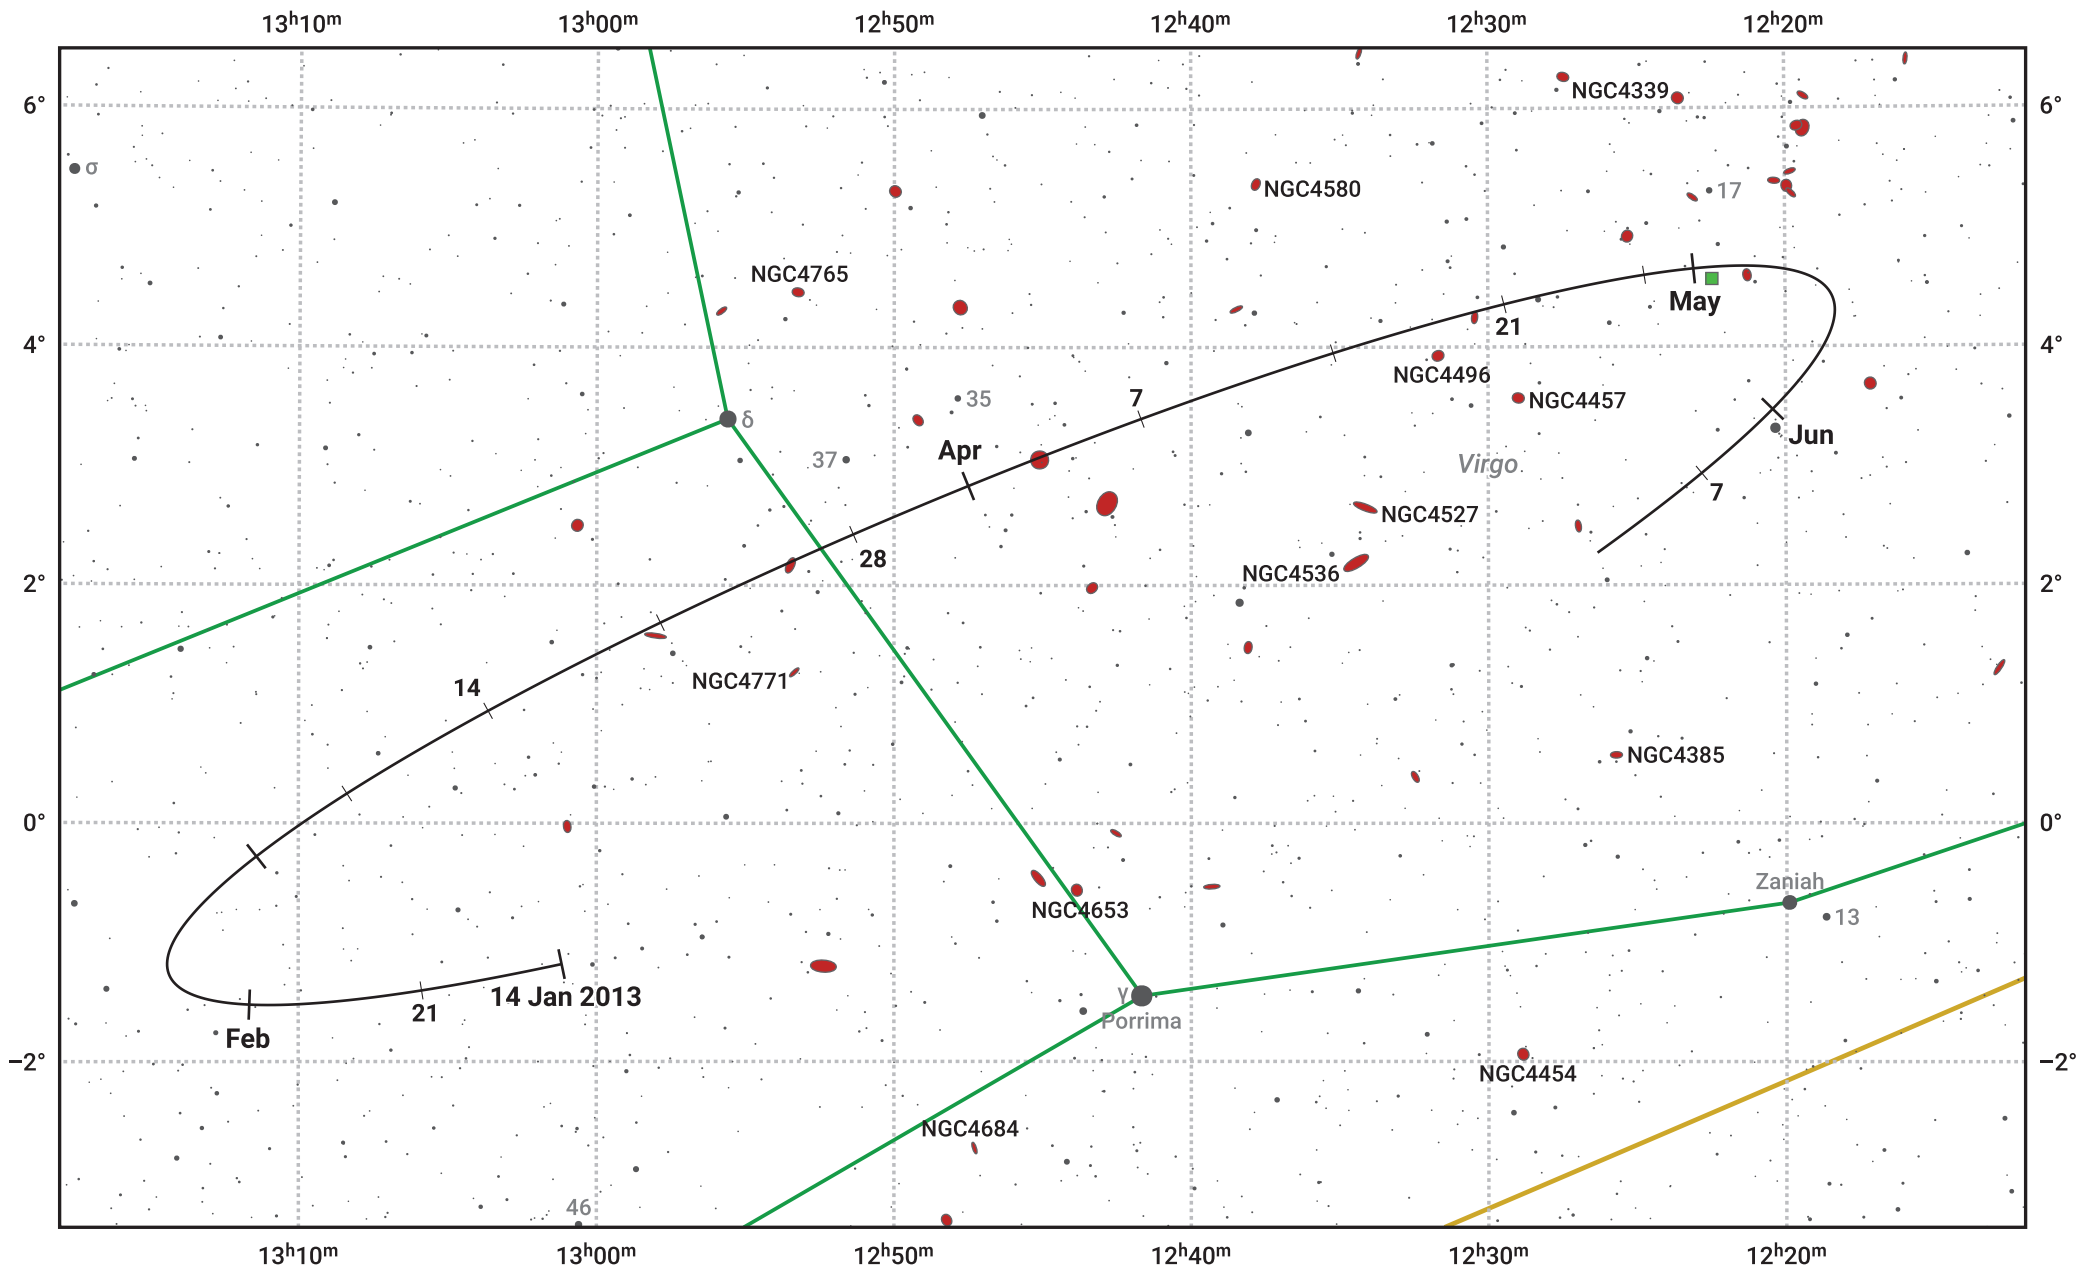 13ʰ10ᵐ 13ʰ00ᵐ 12ʰ50ᵐ 12ʰ40ᵐ 12ʰ30ᵐ 12ʰ20ᵐ
NGC4339
6° 6°
σ
NGC4580
17
NGC4765
May
21
4° 4°
NGC4496
7
35
NGC4457
δ
Jun
Apr
37
Virgo
7
NGC4527
28
NGC4536
2° 2°
NGC4771
14
NGC4385
0° 0°
Zaniah
NGC4653
13
γ
14 Jan 2013
21
Porrima
Feb
−2° −2°
NGC4454
NGC4684
46
13ʰ10ᵐ 13ʰ00ᵐ 12ʰ50ᵐ 12ʰ40ᵐ 12ʰ30ᵐ 12ʰ20ᵐ